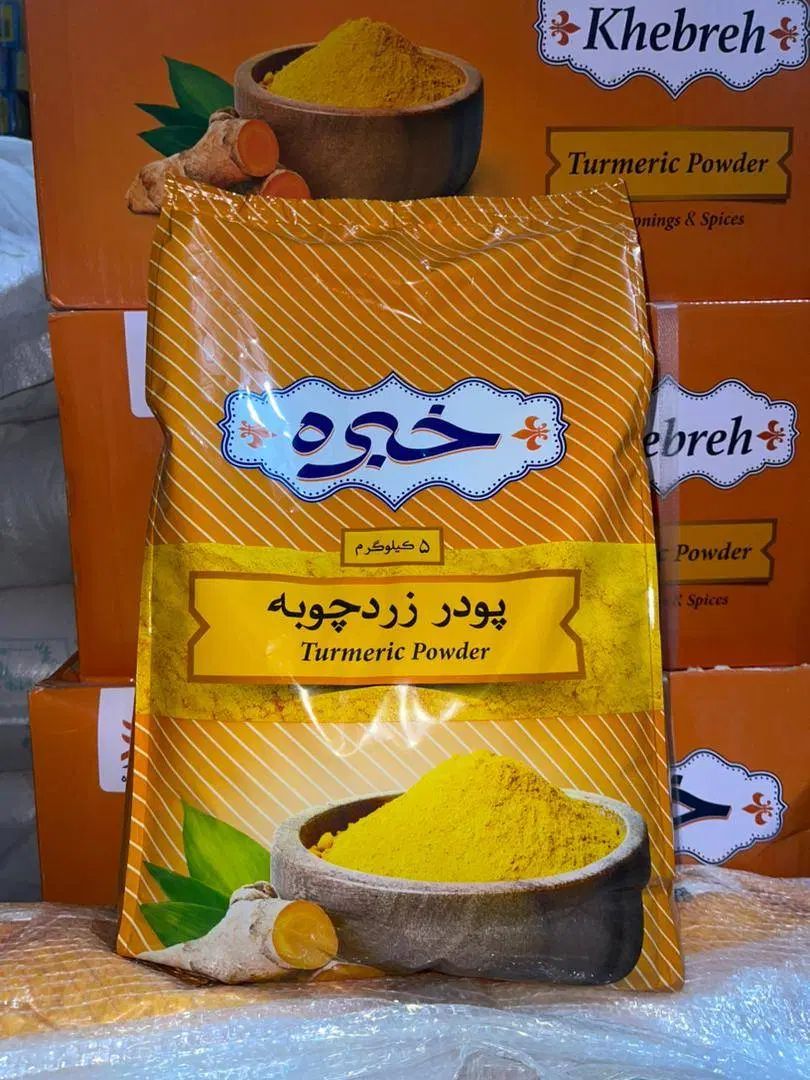 Khebreh
Turmeric Powder
onings & Spices
خبره
۵ کیلوگرم
پودر زردچوبه
Turmeric Powder
ebreh
Powder
& Spices